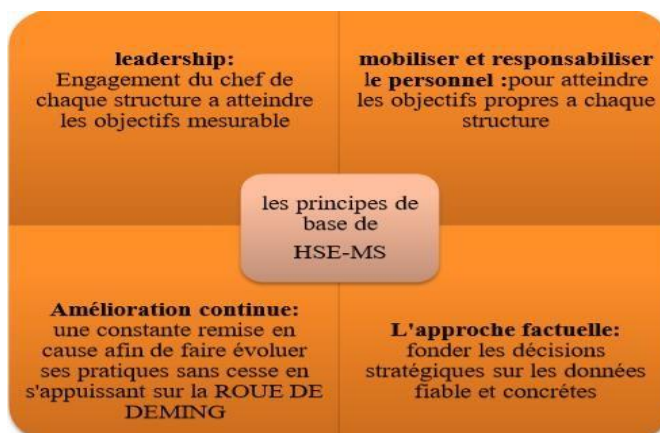 leadership:
Engagement du chef de
chaque structure a atteindre
les objectifs mesurable
mobiliser et responsabiliser
le personnel :pour atteindre
les objectifs propres a chaque
structure
les principes de
base de
HSE-MS
Amélioration continue:
une constante remise en
cause afin de faire évoluer
ses pratiques sans cesse en
s'appuissant sur la ROUE DE
DEMING
L'approche factuelle:
fonder les décisions
stratégiques sur les données
fiable et concrétes